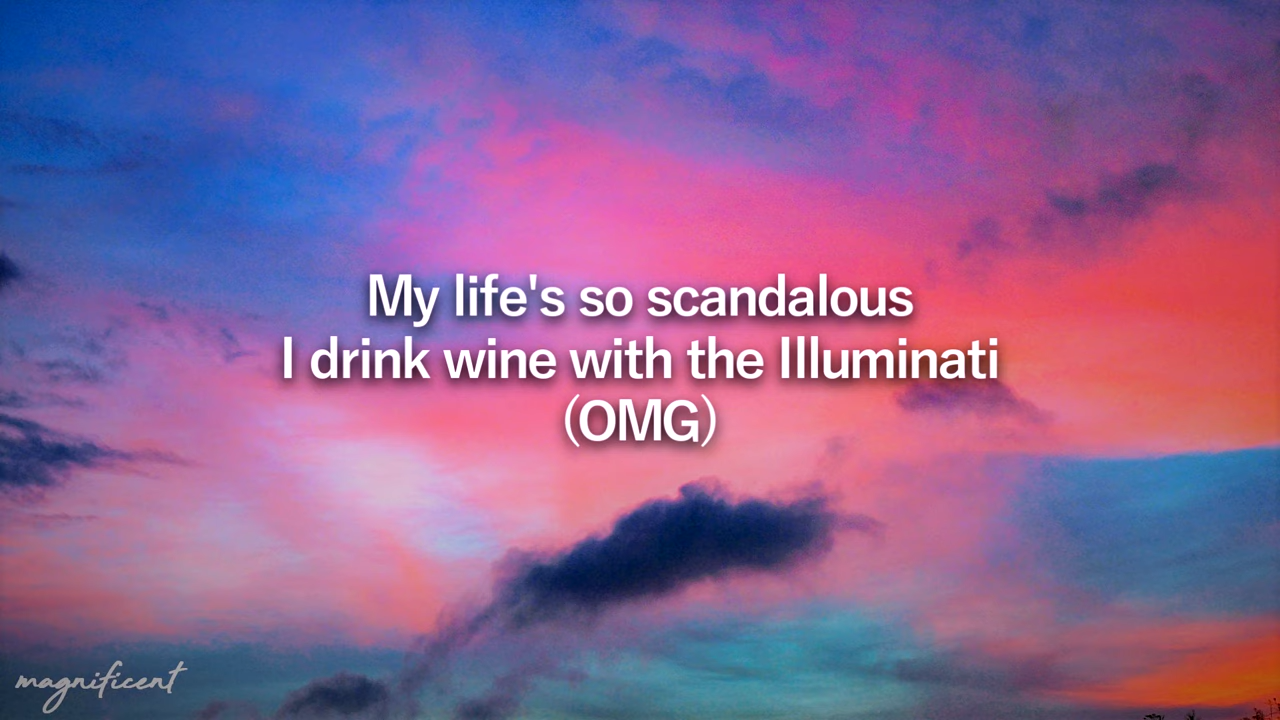 My life's so scandalous
I drink wine with the Illuminati
(OMG)
magnificent